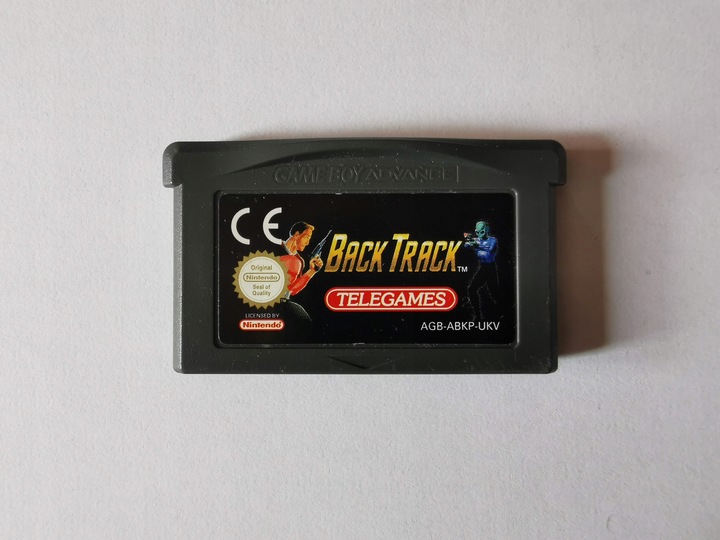 GAME BOY ADVANCE
CE
BACK TRACK™
Original
Nintendo
Seal of
Quality
TELEGAMES
LICENSED BY
Nintendo
AGB-ABKP-UKV